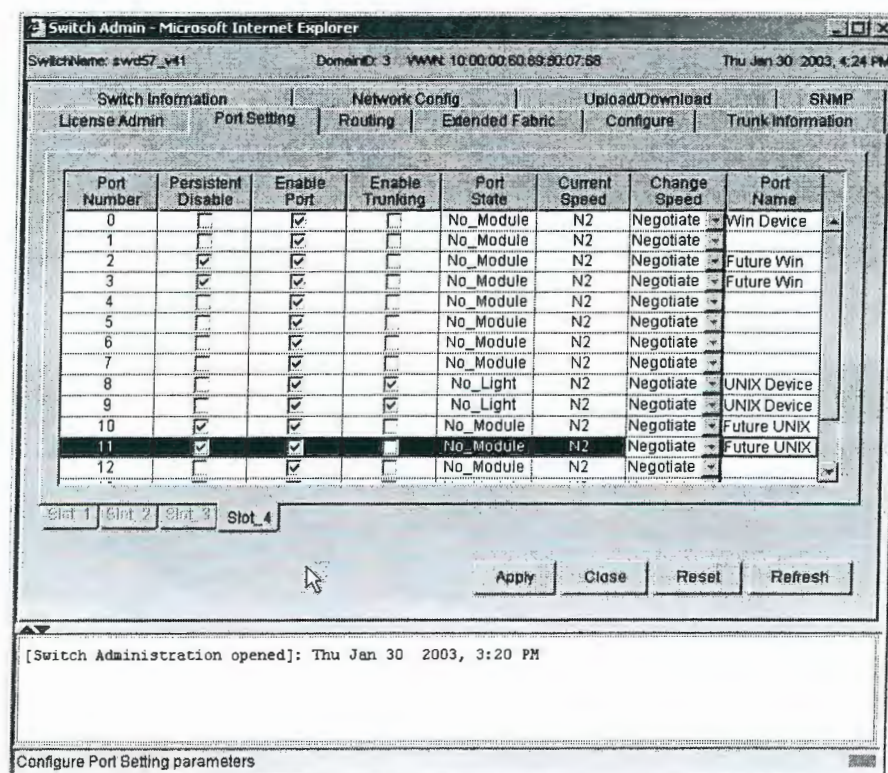 Switch Admin - Microsoft Internet Explorer
SwitchName: swd57_v41 DomainID: 3 WWN: 10:00:00:60:69:80:07:68 Thu Jan 30 2003, 4:24 PM
Switch Information Network Config Upload/Download SNMP
License Admin Port Setting Routing Extended Fabric Configure Trunk Information
Port Number Persistent Disable Enable Port Enable Trunking Port State Current Speed Change Speed Port Name
0 No_Module N2 Negotiate Win Device
1 No_Module N2 Negotiate
2 No_Module N2 Negotiate Future Win
3 No_Module N2 Negotiate Future Win
4 No_Module N2 Negotiate
5 No_Module N2 Negotiate
6 No_Module N2 Negotiate
7 No_Module N2 Negotiate
8 No_Light N2 Negotiate UNIX Device
9 No_Light N2 Negotiate UNIX Device
10 No_Module N2 Negotiate Future UNIX
11 No_Module N2 Negotiate Future UNIX
12 No_Module N2 Negotiate
Slot_1 Slot_2 Slot_3 Slot_4
Apply Close Reset Refresh
[Switch Administration opened]: Thu Jan 30 2003, 3:20 PM
Configure Port Setting parameters